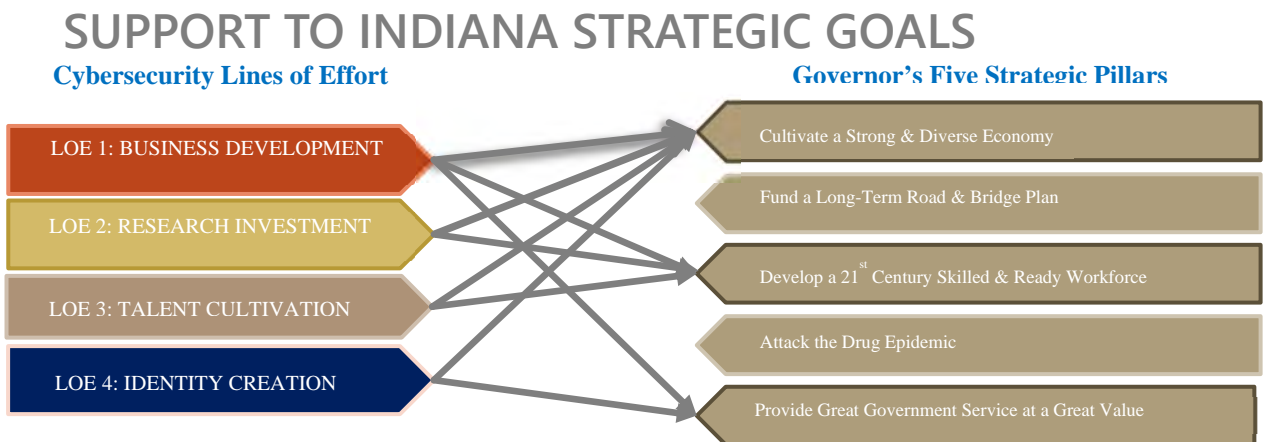 SUPPORT TO INDIANA STRATEGIC GOALS
Cybersecurity Lines of Effort
Governor's Five Strategic Pillars
LOE 1: BUSINESS DEVELOPMENT
LOE 2: RESEARCH INVESTMENT
LOE 3: TALENT CULTIVATION
LOE 4: IDENTITY CREATION
Cultivate a Strong & Diverse Economy
Fund a Long-Term Road & Bridge Plan
Develop a 21st Century Skilled & Ready Workforce
Attack the Drug Epidemic
Provide Great Government Service at a Great Value